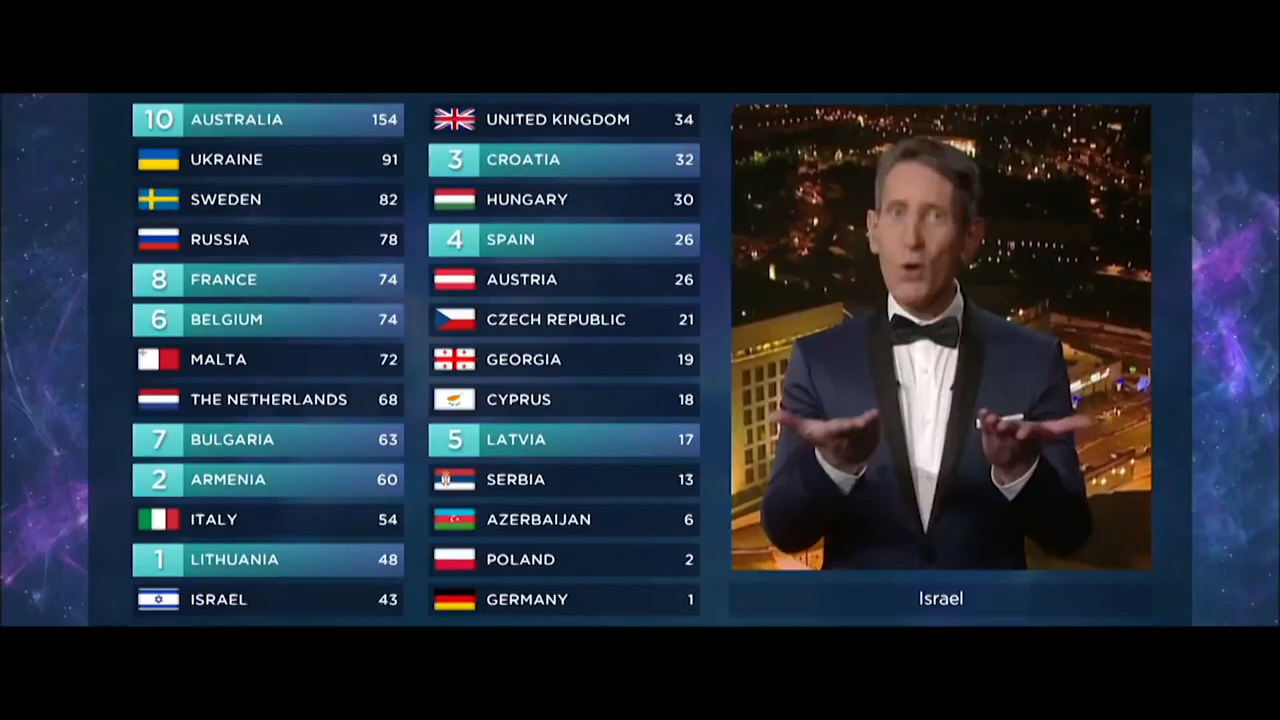 10 AUSTRALIA 154
UKRAINE 91
SWEDEN 82
RUSSIA 78
8 FRANCE 74
6 BELGIUM 74
MALTA 72
THE NETHERLANDS 68
7 BULGARIA 63
2 ARMENIA 60
ITALY 54
1 LITHUANIA 48
ISRAEL 43
UNITED KINGDOM 34
3 CROATIA 32
HUNGARY 30
4 SPAIN 26
AUSTRIA 26
CZECH REPUBLIC 21
GEORGIA 19
CYPRUS 18
5 LATVIA 17
SERBIA 13
AZERBAIJAN 6
POLAND 2
GERMANY 1
Israel